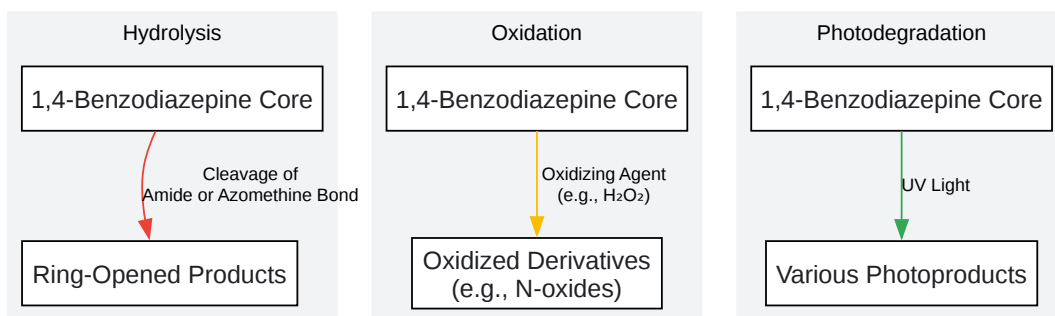 Hydrolysis
1,4-Benzodiazepine Core
Cleavage of
Amide or Azomethine Bond
Ring-Opened Products
Oxidation
1,4-Benzodiazepine Core
Oxidizing Agent
(e.g., H₂O₂)
Oxidized Derivatives
(e.g., N-oxides)
Photodegradation
1,4-Benzodiazepine Core
UV Light
Various Photoproducts